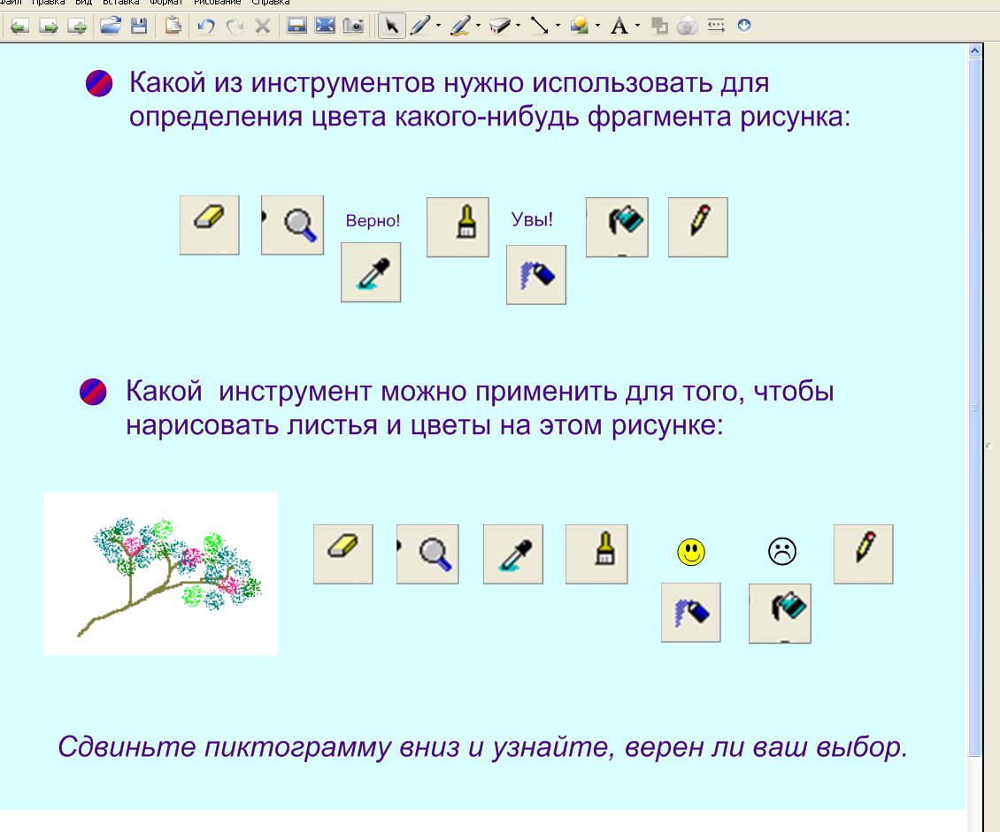 Файл Правка Вид Вставка Формат Рисование Справка
Какой из инструментов нужно использовать для
определения цвета какого-нибудь фрагмента рисунка:
Верно!
Увы!
Какой инструмент можно применить для того, чтобы
нарисовать листья и цветы на этом рисунке:
Сдвиньте пиктограмму вниз и узнайте, верен ли ваш выбор.